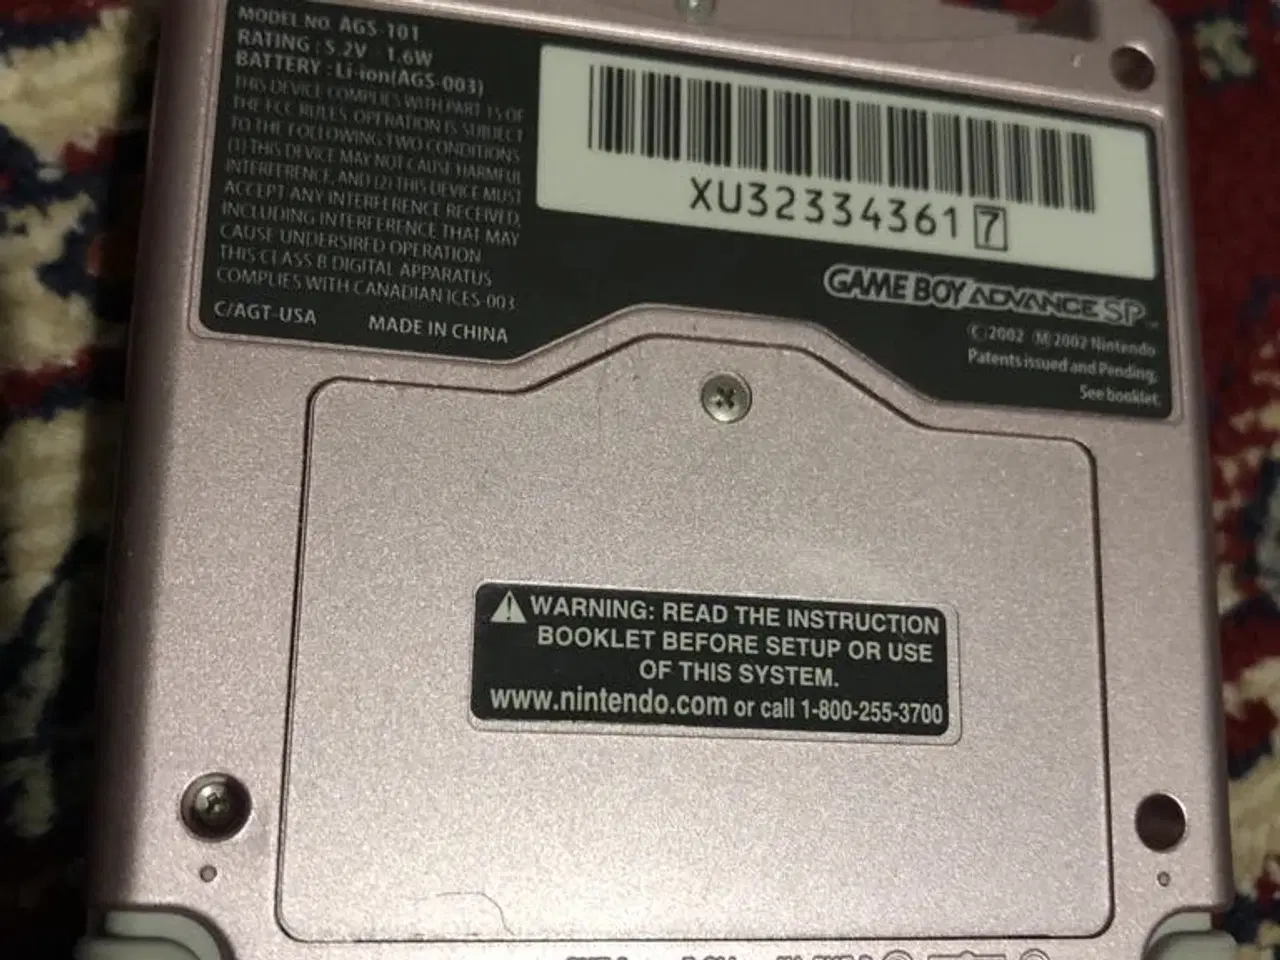 MODEL NO. AGS-101
RATING : 5.2V 1.6W
BATTERY : Li-ion(AGS-003)
THIS DEVICE COMPLIES WITH PART 15 OF
THE FCC RULES. OPERATION IS SUBJECT
TO THE FOLLOWING TWO CONDITIONS
(1) THIS DEVICE MAY NOT CAUSE HARMFUL
INTERFERENCE, AND (2) THIS DEVICE MUST
ACCEPT ANY INTERFERENCE RECEIVED,
INCLUDING INTERFERENCE THAT MAY
CAUSE UNDERSIRED OPERATION
THIS CLASS B DIGITAL APPARATUS
COMPLIES WITH CANADIAN ICES-003
C/AGT-USA MADE IN CHINA
XU32334361 7
GAME BOY ADVANCE SP™
©2002 Ⓜ2002 Nintendo
Patents issued and Pending.
See booklet.
⚠WARNING: READ THE INSTRUCTION
BOOKLET BEFORE SETUP OR USE
OF THIS SYSTEM.
www.nintendo.com or call 1-800-255-3700